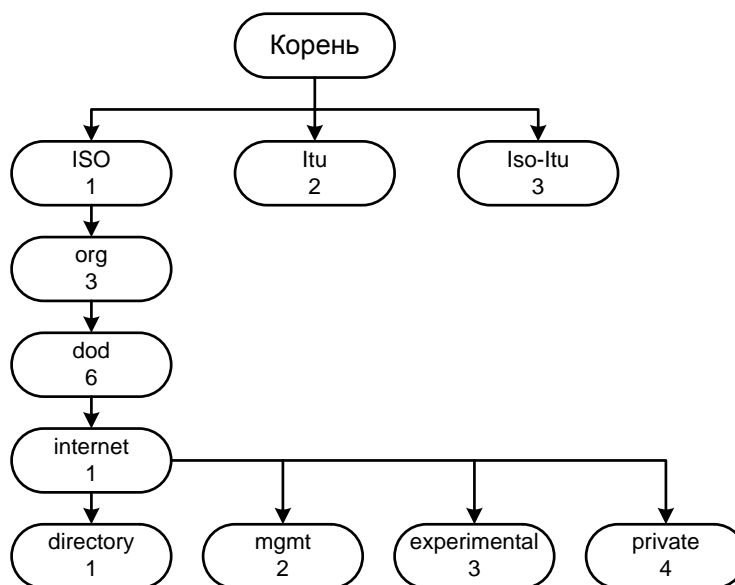 Корень
ISO
1
Itu
2
Iso-Itu
3
org
3
dod
6
internet
1
directory
1
mgmt
2
experimental
3
private
4